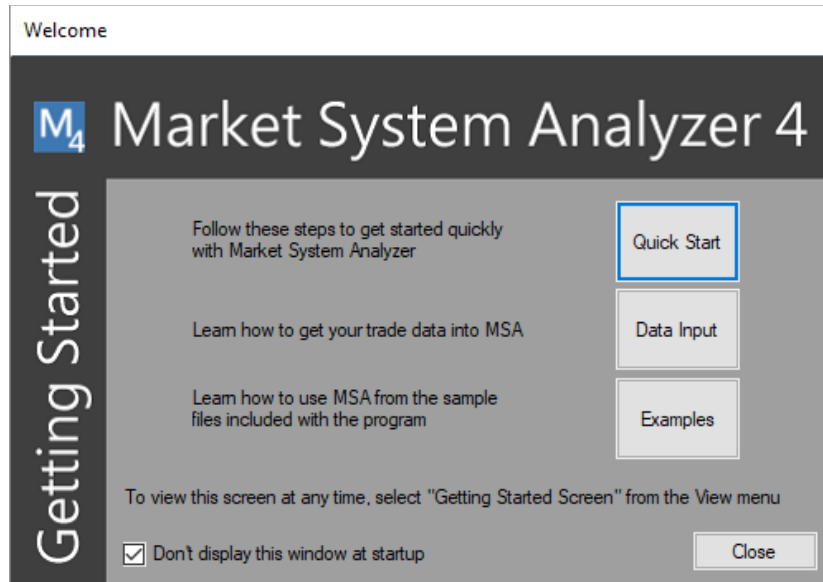 Welcome
M4 Market System Analyzer 4
Getting Started
Follow these steps to get started quickly
with Market System Analyzer
Quick Start
Learn how to get your trade data into MSA
Data Input
Learn how to use MSA from the sample
files included with the program
Examples
To view this screen at any time, select "Getting Started Screen" from the View menu
Don't display this window at startup
Close